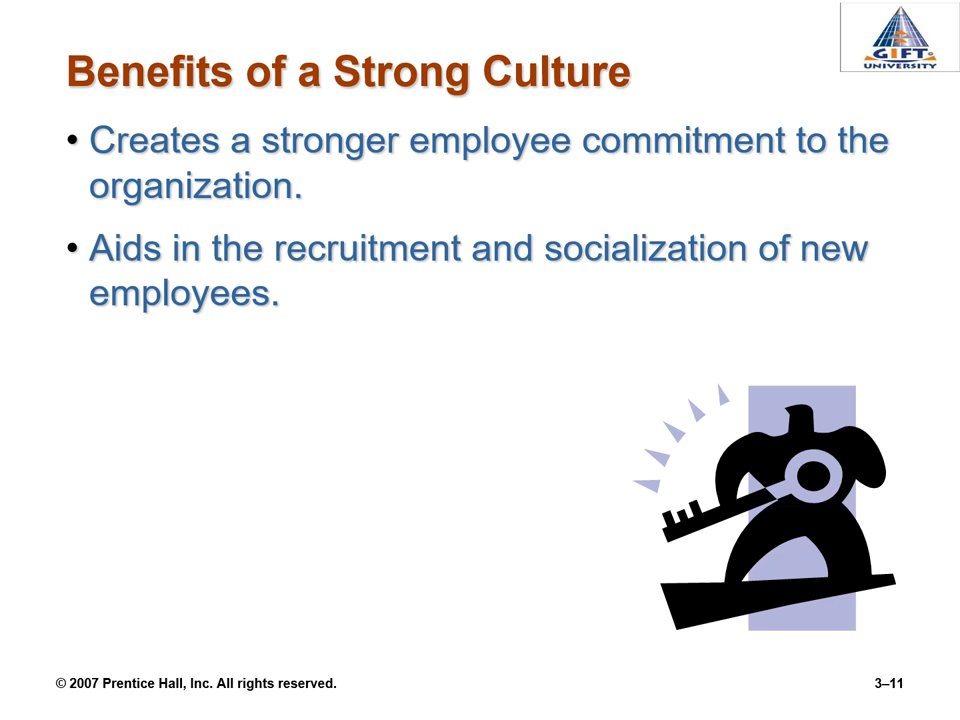 GIFT
UNIVERSITY
Benefits of a Strong Culture
• Creates a stronger employee commitment to the
organization.
• Aids in the recruitment and socialization of new
employees.
© 2007 Prentice Hall, Inc. All rights reserved.
3–11